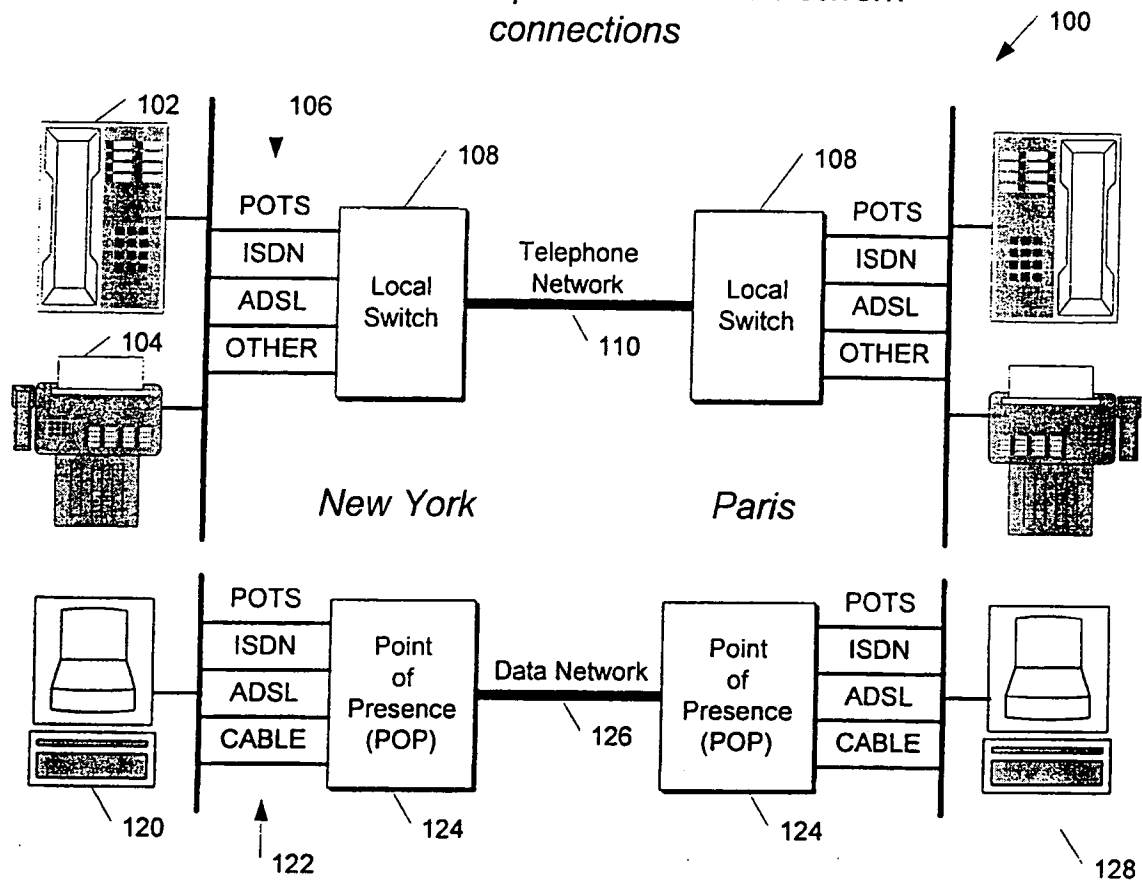 connections
100
102
106
108
108
POTS
ISDN
ADSL
OTHER
Local
Switch
Telephone
Network
110
Local
Switch
POTS
ISDN
ADSL
OTHER
104
New York
Paris
POTS
ISDN
ADSL
CABLE
Point
of
Presence
(POP)
Data Network
126
Point
of
Presence
(POP)
POTS
ISDN
ADSL
CABLE
120
122
124
124
128